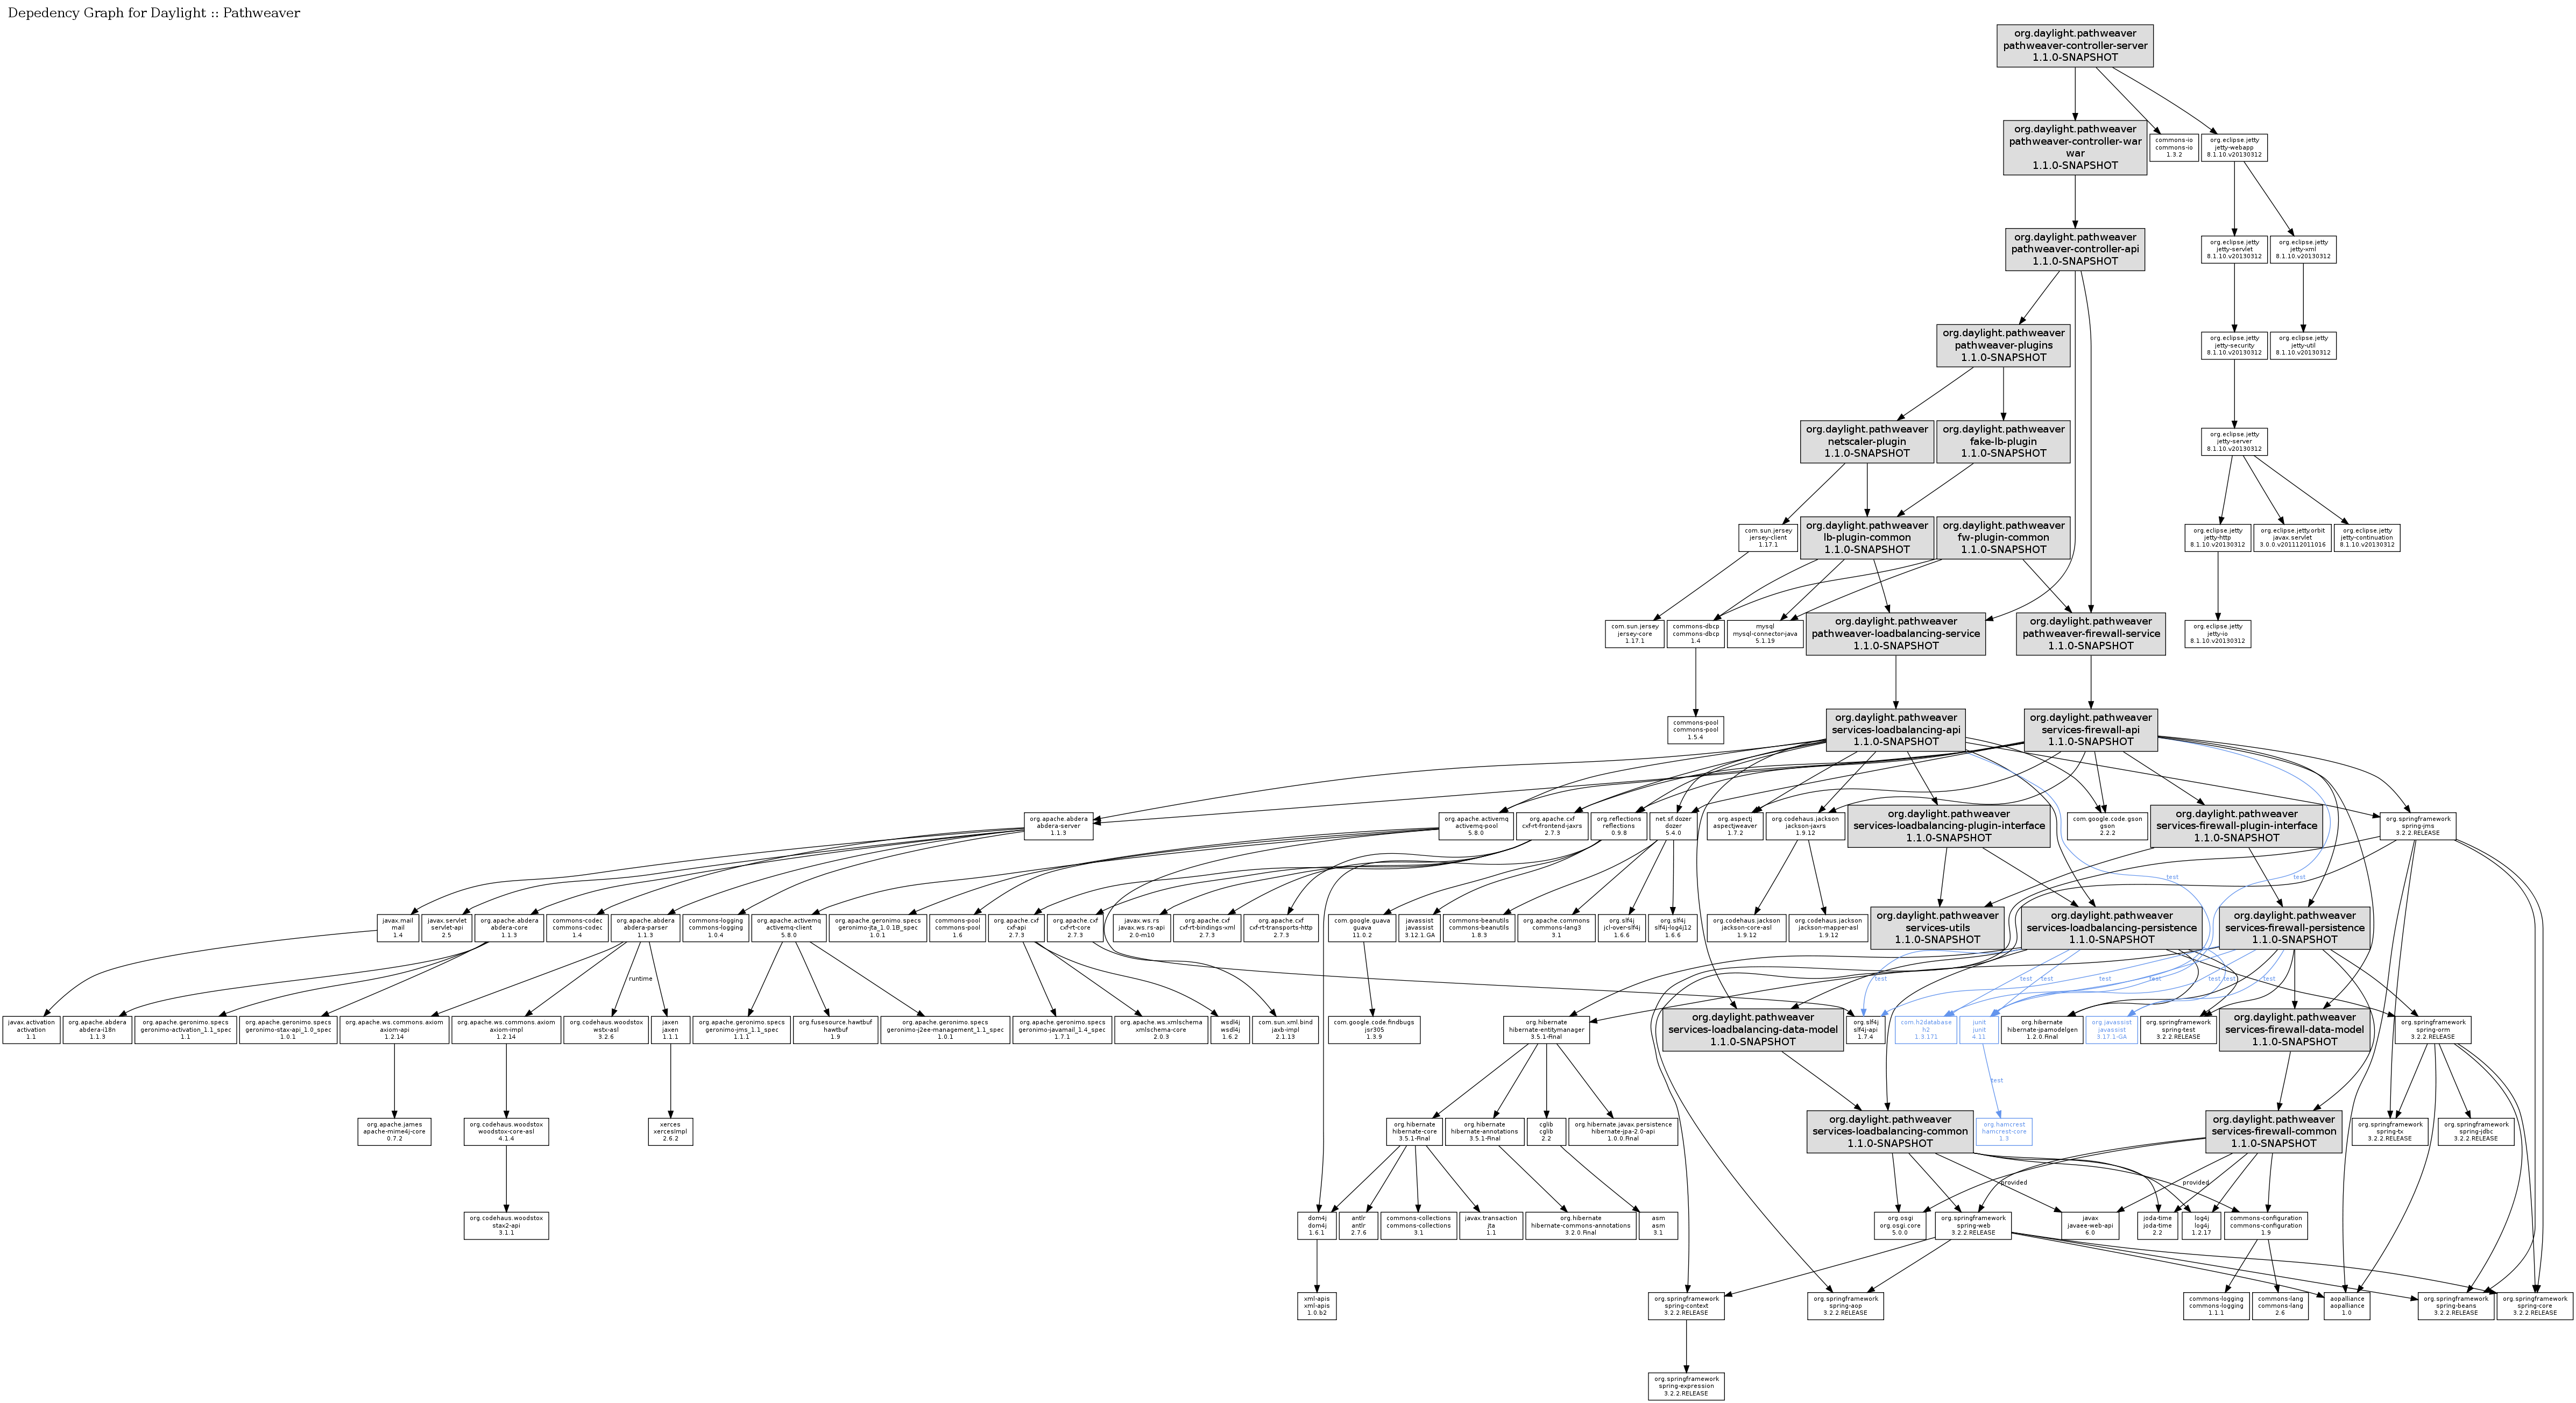 Depedency Graph for Daylight :: Pathweaver
org.daylight.pathweaver
pathweaver-controller-server
1.1.0-SNAPSHOT
org.daylight.pathweaver
pathweaver-controller-war
war
1.1.0-SNAPSHOT
commons-io
commons-io
1.3.2
org.eclipse.jetty
jetty-webapp
8.1.10.v20130312
org.daylight.pathweaver
pathweaver-controller-api
1.1.0-SNAPSHOT
org.eclipse.jetty
jetty-servlet
8.1.10.v20130312
org.eclipse.jetty
jetty-xml
8.1.10.v20130312
org.daylight.pathweaver
pathweaver-plugins
1.1.0-SNAPSHOT
org.eclipse.jetty
jetty-security
8.1.10.v20130312
org.eclipse.jetty
jetty-util
8.1.10.v20130312
org.daylight.pathweaver
netscaler-plugin
1.1.0-SNAPSHOT
org.daylight.pathweaver
fake-lb-plugin
1.1.0-SNAPSHOT
org.eclipse.jetty
jetty-server
8.1.10.v20130312
com.sun.jersey
jersey-client
1.17.1
org.daylight.pathweaver
lb-plugin-common
1.1.0-SNAPSHOT
org.daylight.pathweaver
fw-plugin-common
1.1.0-SNAPSHOT
org.eclipse.jetty
jetty-http
8.1.10.v20130312
org.eclipse.jetty.orbit
javax.servlet
3.0.0.v201112011016
org.eclipse.jetty
jetty-continuation
8.1.10.v20130312
com.sun.jersey
jersey-core
1.17.1
commons-dbcp
commons-dbcp
1.4
mysql
mysql-connector-java
5.1.19
org.daylight.pathweaver
pathweaver-loadbalancing-service
1.1.0-SNAPSHOT
org.daylight.pathweaver
pathweaver-firewall-service
1.1.0-SNAPSHOT
org.eclipse.jetty
jetty-io
8.1.10.v20130312
commons-pool
commons-pool
1.5.4
org.daylight.pathweaver
services-loadbalancing-api
1.1.0-SNAPSHOT
org.daylight.pathweaver
services-firewall-api
1.1.0-SNAPSHOT
org.apache.abdera
abdera-server
1.1.3
org.apache.activemq
activemq-pool
5.8.0
org.apache.cxf
cxf-rt-frontend-jaxrs
2.7.3
org.reflections
reflections
0.9.8
net.sf.dozer
dozer
5.4.0
org.aspectj
aspectjweaver
1.7.2
org.codehaus.jackson
jackson-jaxrs
1.9.12
org.daylight.pathweaver
services-loadbalancing-plugin-interface
1.1.0-SNAPSHOT
com.google.code.gson
gson
2.2.2
org.daylight.pathweaver
services-firewall-plugin-interface
1.1.0-SNAPSHOT
org.springframework
spring-jms
3.2.2.RELEASE
test
test
javax.mail
mail
1.4
javax.servlet
servlet-api
2.5
org.apache.abdera
abdera-core
1.1.3
commons-codec
commons-codec
1.4
org.apache.abdera
abdera-parser
1.1.3
commons-logging
commons-logging
1.0.4
org.apache.activemq
activemq-client
5.8.0
org.apache.geronimo.specs
geronimo-jta_1.0.1B_spec
1.0.1
commons-pool
commons-pool
1.6
org.apache.cxf
cxf-api
2.7.3
org.apache.cxf
cxf-rt-core
2.7.3
javax.ws.rs
javax.ws.rs-api
2.0-m10
org.apache.cxf
cxf-rt-bindings-xml
2.7.3
org.apache.cxf
cxf-rt-transports-http
2.7.3
com.google.guava
guava
11.0.2
javassist
javassist
3.12.1.GA
commons-beanutils
commons-beanutils
1.8.3
org.apache.commons
commons-lang3
3.1
org.slf4j
jcl-over-slf4j
1.6.6
org.slf4j
slf4j-log4j12
1.6.6
org.codehaus.jackson
jackson-core-asl
1.9.12
org.codehaus.jackson
jackson-mapper-asl
1.9.12
org.daylight.pathweaver
services-utils
1.1.0-SNAPSHOT
org.daylight.pathweaver
services-loadbalancing-persistence
1.1.0-SNAPSHOT
org.daylight.pathweaver
services-firewall-persistence
1.1.0-SNAPSHOT
runtime
test
test
test
test
test
test
test
test
javax.activation
activation
1.1
org.apache.abdera
abdera-i18n
1.1.3
org.apache.geronimo.specs
geronimo-activation_1.1_spec
1.1
org.apache.geronimo.specs
geronimo-stax-api_1.0_spec
1.0.1
org.apache.ws.commons.axiom
axiom-api
1.2.14
org.apache.ws.commons.axiom
axiom-impl
1.2.14
org.codehaus.woodstox
wstx-asl
3.2.6
jaxen
jaxen
1.1.1
org.apache.geronimo.specs
geronimo-jms_1.1_spec
1.1.1
org.fusesource.hawtbuf
hawtbuf
1.9
org.apache.geronimo.specs
geronimo-j2ee-management_1.1_spec
1.0.1
org.apache.geronimo.specs
geronimo-javamail_1.4_spec
1.7.1
org.apache.ws.xmlschema
xmlschema-core
2.0.3
wsdl4j
wsdl4j
1.6.2
com.sun.xml.bind
jaxb-impl
2.1.13
com.google.code.findbugs
jsr305
1.3.9
org.hibernate
hibernate-entitymanager
3.5.1-Final
org.daylight.pathweaver
services-loadbalancing-data-model
1.1.0-SNAPSHOT
org.slf4j
slf4j-api
1.7.4
com.h2database
h2
1.3.171
junit
junit
4.11
org.hibernate
hibernate-jpamodelgen
1.2.0.Final
org.javassist
javassist
3.17.1-GA
org.springframework
spring-test
3.2.2.RELEASE
org.daylight.pathweaver
services-firewall-data-model
1.1.0-SNAPSHOT
org.springframework
spring-orm
3.2.2.RELEASE
test
org.apache.james
apache-mime4j-core
0.7.2
org.codehaus.woodstox
woodstox-core-asl
4.1.4
xerces
xercesImpl
2.6.2
org.hibernate
hibernate-core
3.5.1-Final
org.hibernate
hibernate-annotations
3.5.1-Final
cglib
cglib
2.2
org.hibernate.javax.persistence
hibernate-jpa-2.0-api
1.0.0.Final
org.daylight.pathweaver
services-loadbalancing-common
1.1.0-SNAPSHOT
org.hamcrest
hamcrest-core
1.3
org.daylight.pathweaver
services-firewall-common
1.1.0-SNAPSHOT
org.springframework
spring-tx
3.2.2.RELEASE
org.springframework
spring-jdbc
3.2.2.RELEASE
provided
provided
org.codehaus.woodstox
stax2-api
3.1.1
dom4j
dom4j
1.6.1
antlr
antlr
2.7.6
commons-collections
commons-collections
3.1
javax.transaction
jta
1.1
org.hibernate
hibernate-commons-annotations
3.2.0.Final
asm
asm
3.1
org.osgi
org.osgi.core
5.0.0
org.springframework
spring-web
3.2.2.RELEASE
javax
javaee-web-api
6.0
joda-time
joda-time
2.2
log4j
log4j
1.2.17
commons-configuration
commons-configuration
1.9
xml-apis
xml-apis
1.0.b2
org.springframework
spring-context
3.2.2.RELEASE
org.springframework
spring-aop
3.2.2.RELEASE
commons-logging
commons-logging
1.1.1
commons-lang
commons-lang
2.6
aopalliance
aopalliance
1.0
org.springframework
spring-beans
3.2.2.RELEASE
org.springframework
spring-core
3.2.2.RELEASE
org.springframework
spring-expression
3.2.2.RELEASE